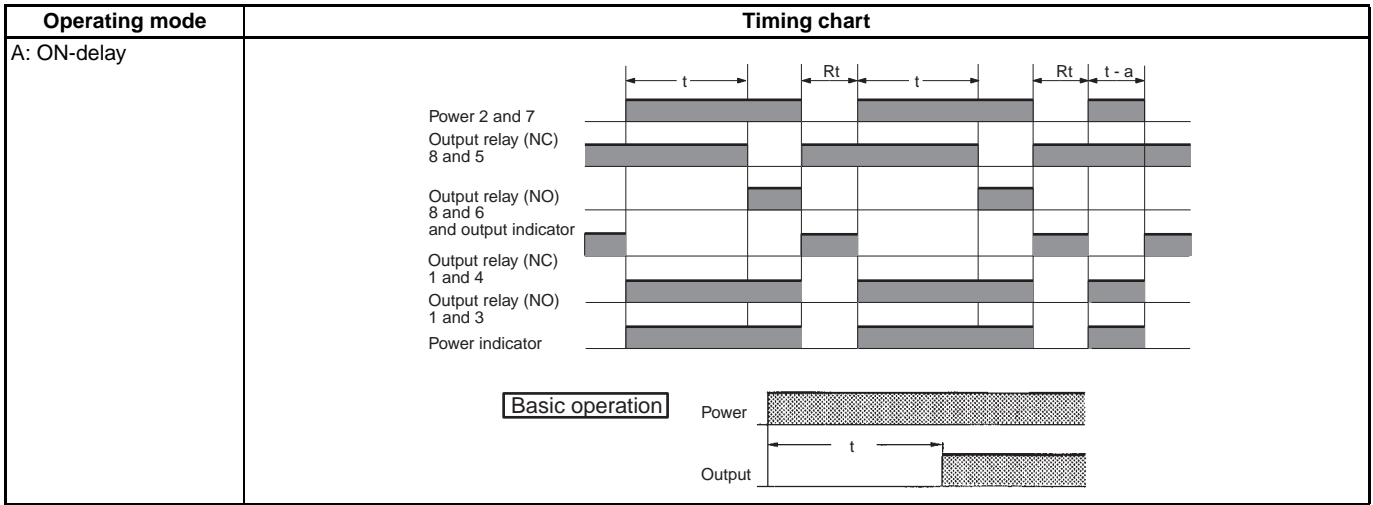 Operating mode
Timing chart
A: ON-delay
t
Rt
t
Rt
t - a
Power 2 and 7
Output relay (NC)
8 and 5
Output relay (NO)
8 and 6
and output indicator
Output relay (NC)
1 and 4
Output relay (NO)
1 and 3
Power indicator
Basic operation
Power
t
Output